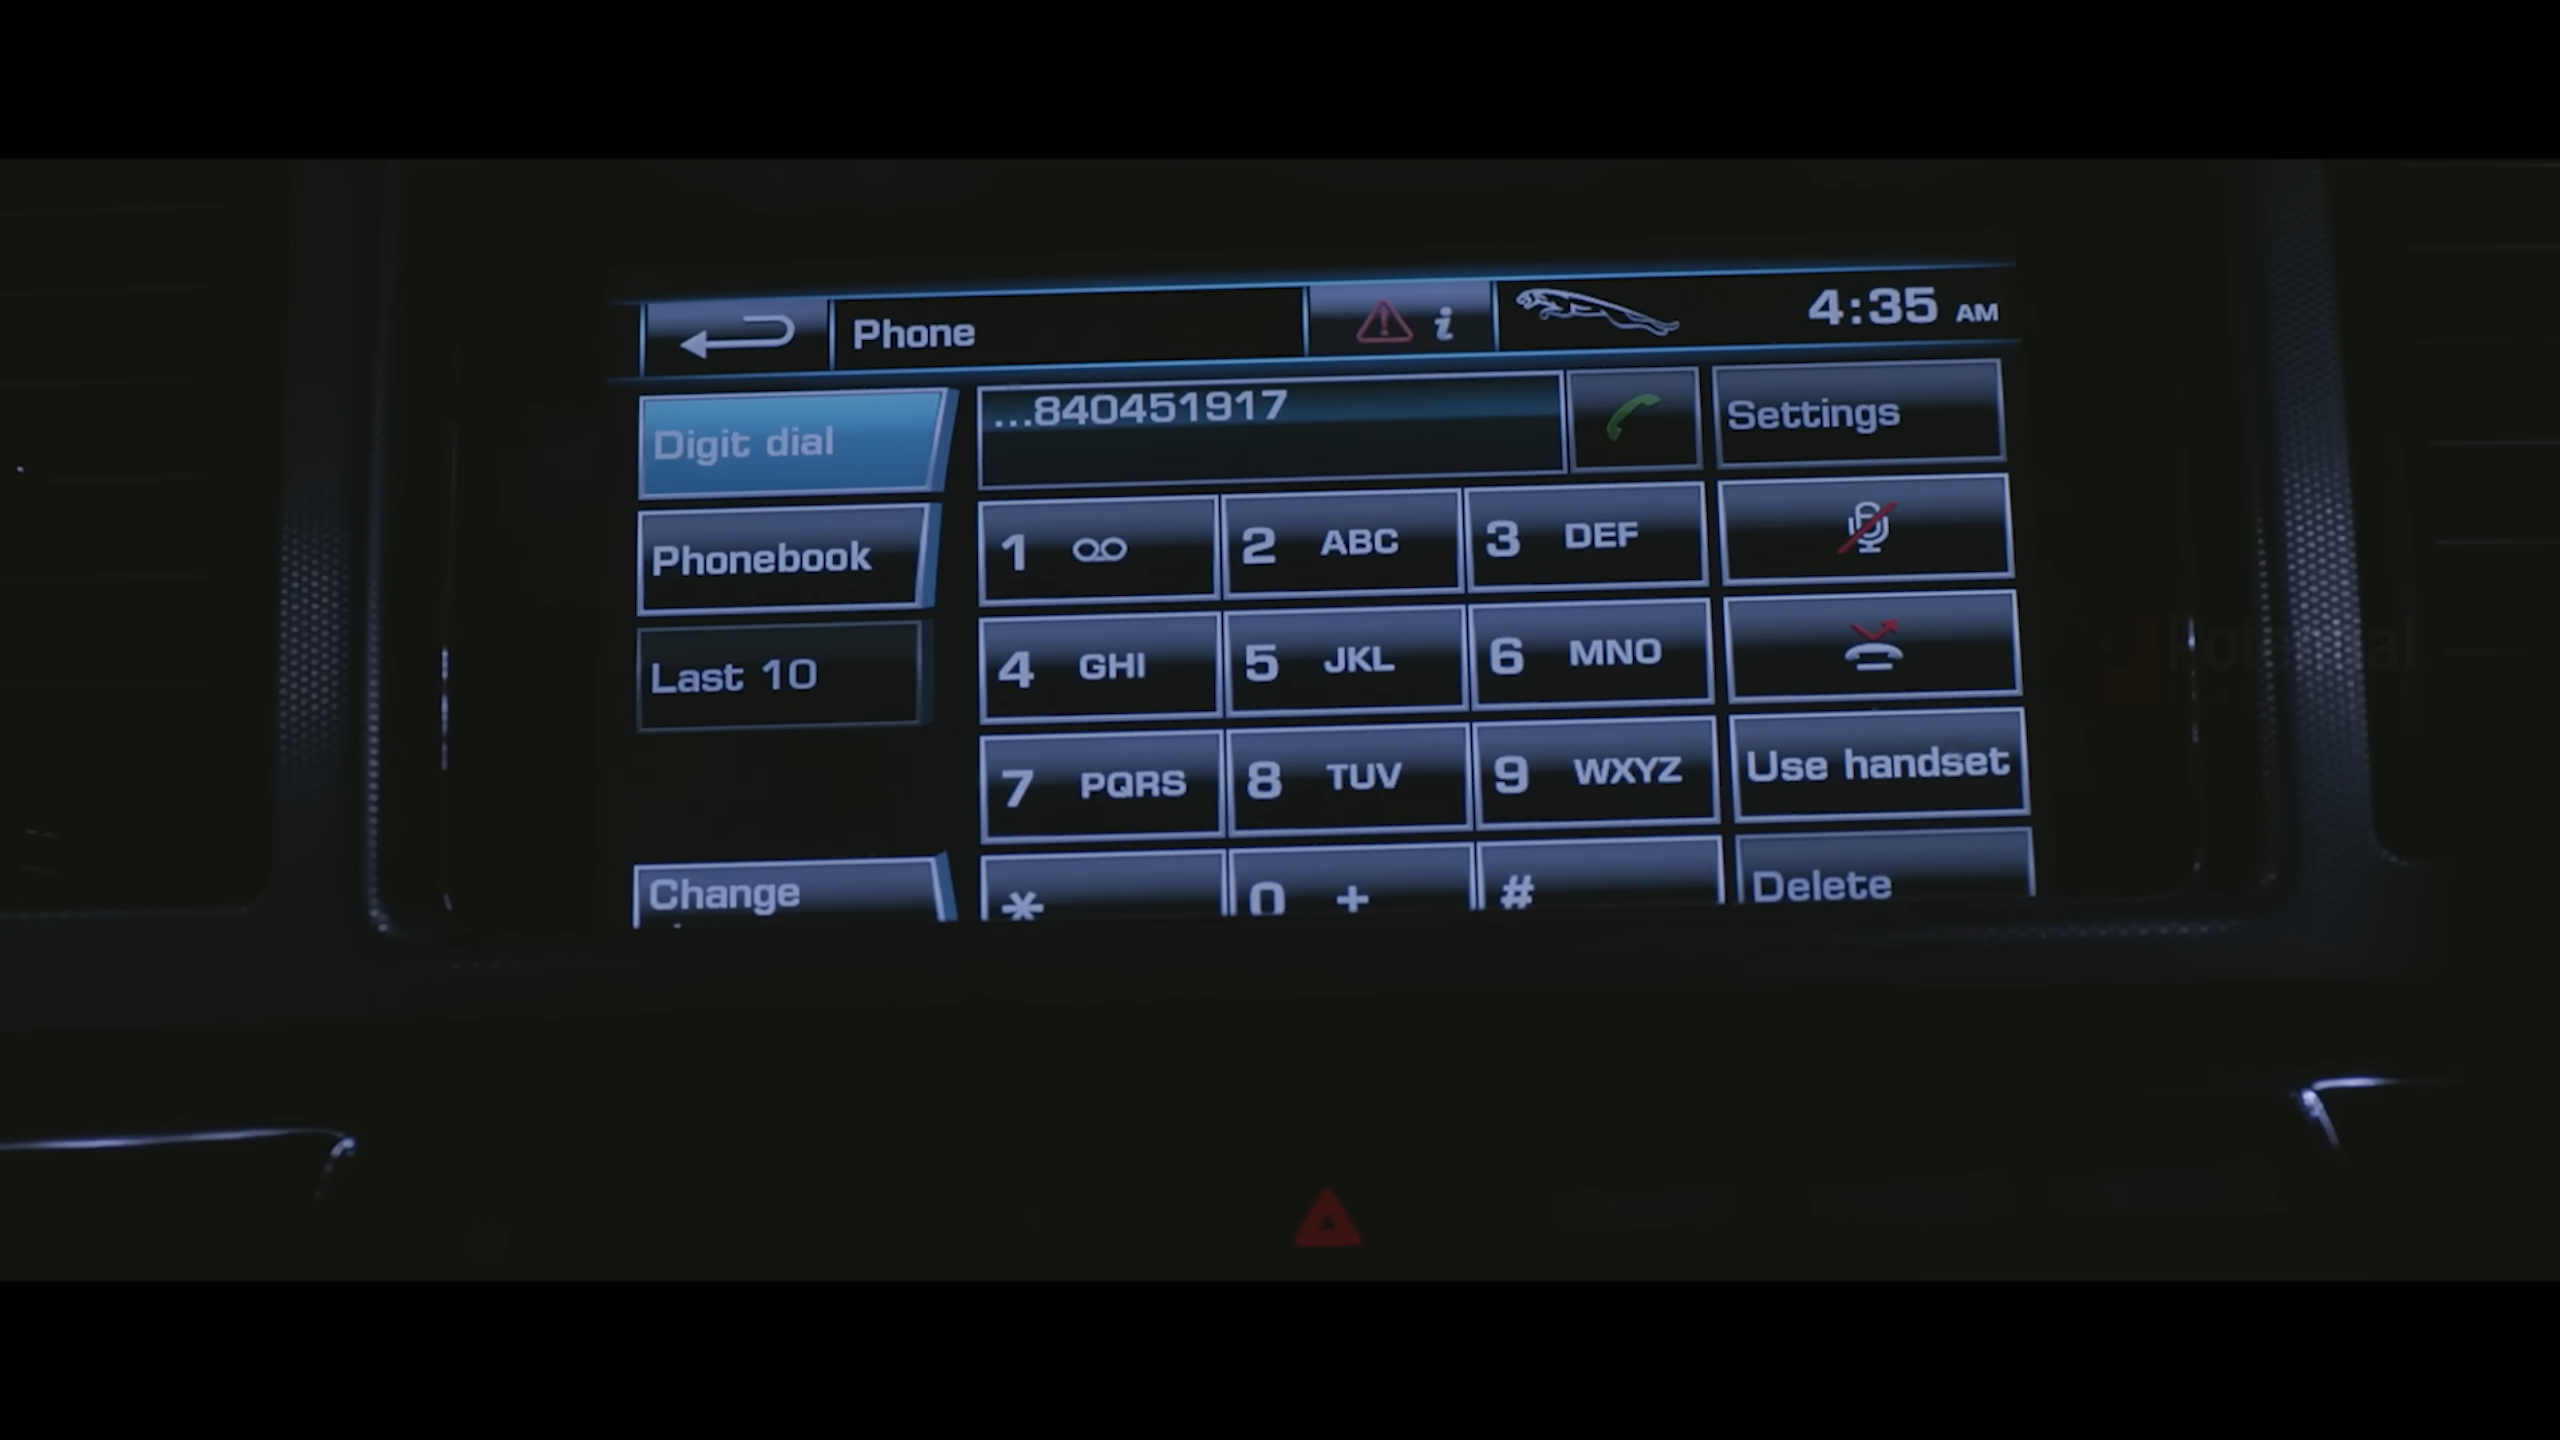 Phone
i
4:35 AM
Digit dial
...840451917
Settings
Phonebook
1
2 ABC
3 DEF
Last 10
4 GHI
5 JKL
6 MNO
7 PQRS
8 TUV
9 WXYZ
Use handset
Change
*
0 +
#
Delete